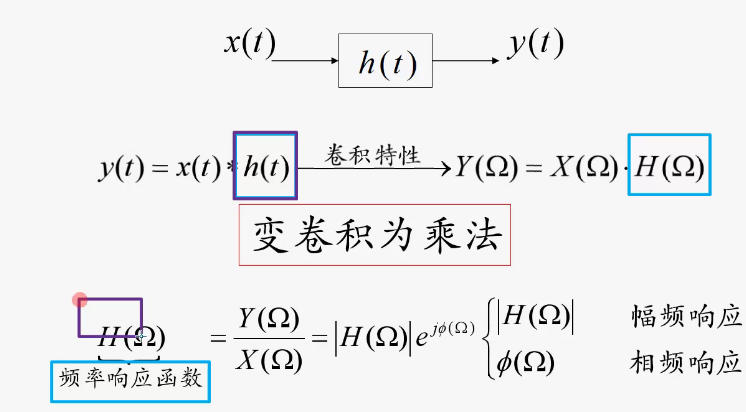 x(t) h(t) y(t)
y(t) = x(t) * h(t) 卷积特性 Y(Ω) = X(Ω) · H(Ω)
变卷积为乘法
H(Ω) = Y(Ω) / X(Ω) = |H(Ω)| e^{jϕ(Ω)} { |H(Ω)| 幅频响应
ϕ(Ω) 相频响应
频率响应函数